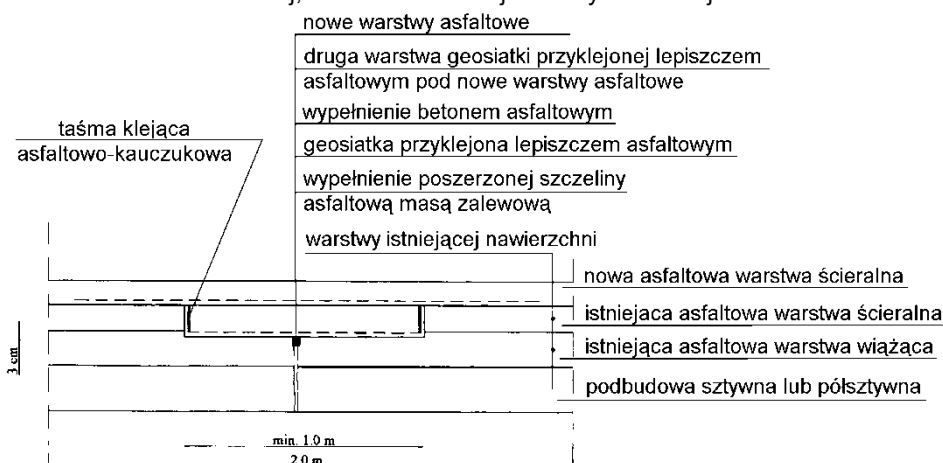 nowe warstwy asfaltowe
druga warstwa geosiatki przyklejonej lepiszczem
asfaltowym pod nowe warstwy asfaltowe
wypełnienie betonem asfaltowym
taśma klejąca
asfaltowo-kauczukowa
geosiatka przyklejona lepiszczem asfaltowym
wypełnienie poszerzonej szczeliny
asfaltową masą zalewową
warstwy istniejącej nawierzchni
nowa asfaltowa warstwa ścieralna
istniejaca asfaltowa warstwa ścieralna
istniejąca asfaltowa warstwa wiążąca
podbudowa sztywna lub półsztywna
3 cm
min. 1.0 m
2.0 m